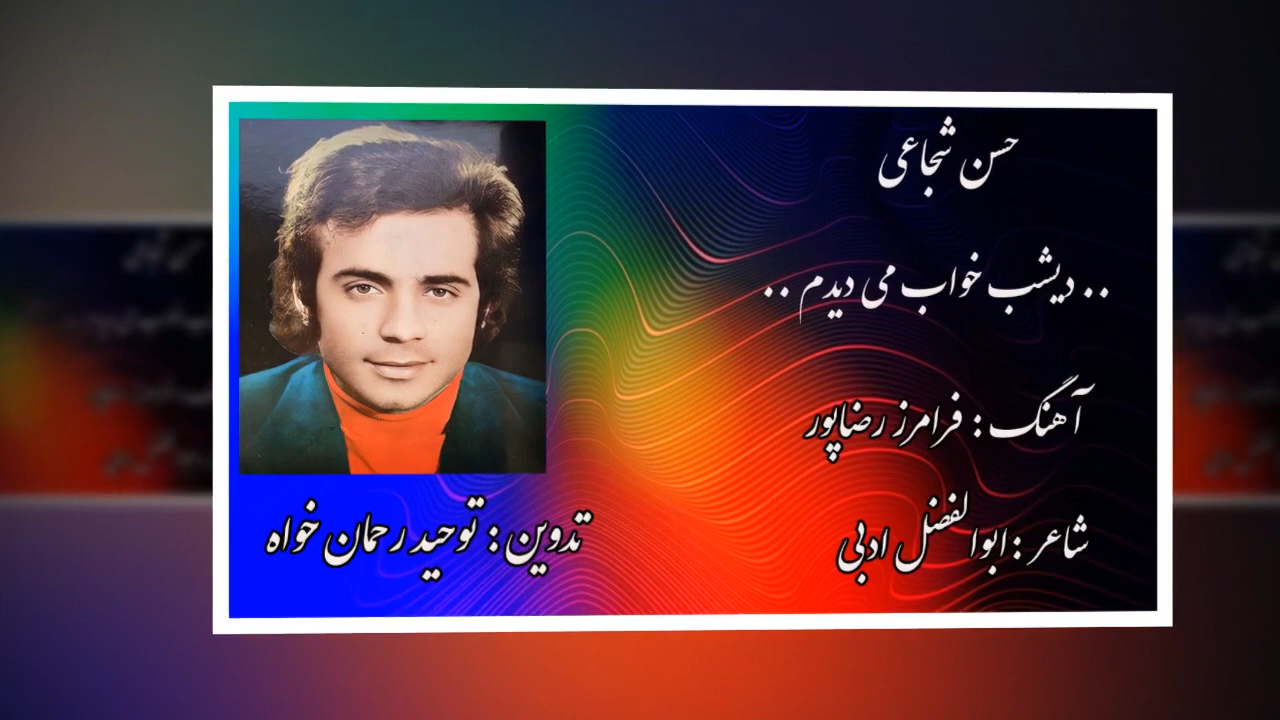 حسن شجاعی
.. دیشب خواب می دیدم ..
آهنگ : فرامرز رضاپور
شاعر : ابوالفضل ادبی
تدوین : توحید رحمان خواه